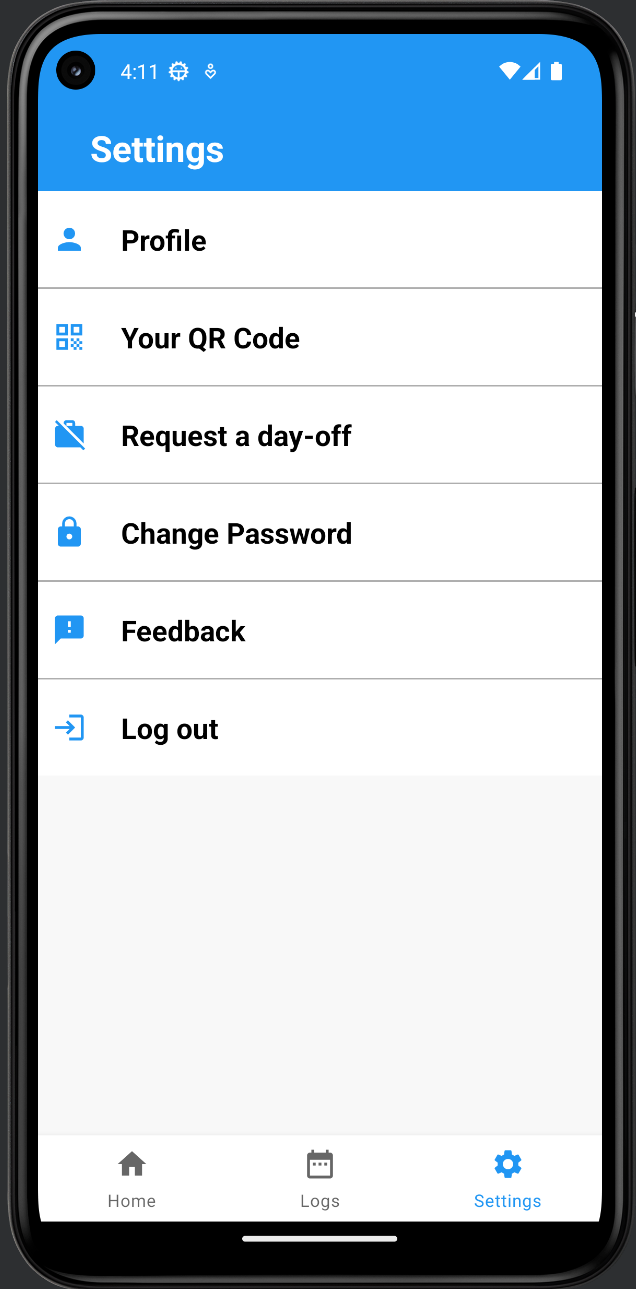 4:11
Settings
Profile
Your QR Code
Request a day-off
Change Password
Feedback
Log out
Home Logs Settings